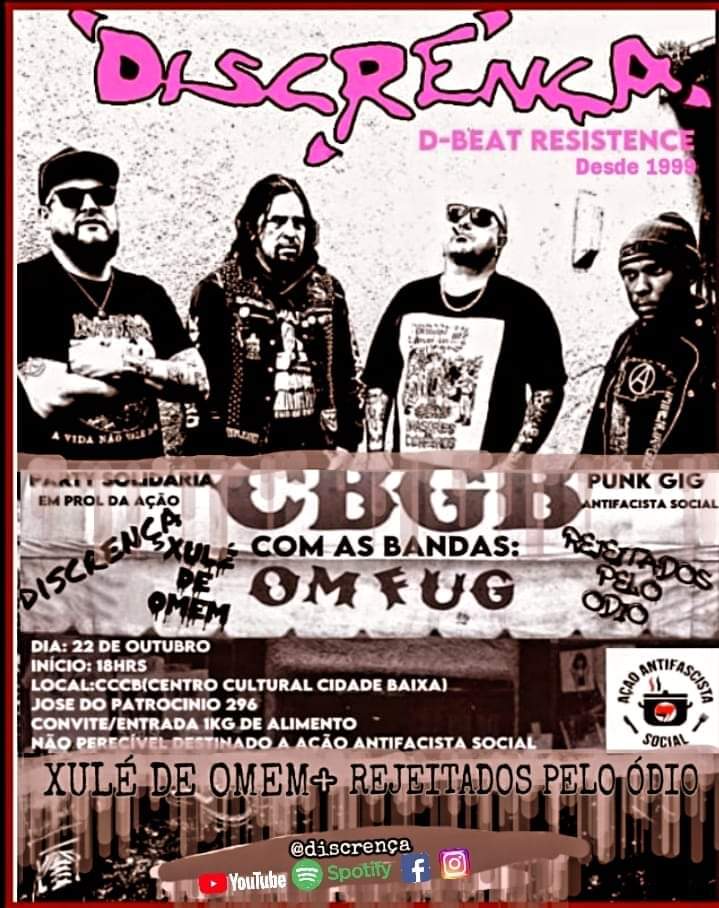 DISCRENÇA
D-BEAT RESISTENCE
Desde 1999
A VIDA NÃO VALE
PARTY SOLIDARIA
EM PROL DA AÇÃO
CBGB
PUNK GIG
ANTIFACISTA SOCIAL
DISCRENÇA
XULÉ
DE
OMEM
COM AS BANDAS:
OMFUG
REJEITADOS
PELO
ODIO
DIA: 22 DE OUTUBRO
INÍCIO: 18HRS
LOCAL:CCCB(CENTRO CULTURAL CIDADE BAIXA)
JOSE DO PATROCINIO 296
CONVITE/ENTRADA 1KG DE ALIMENTO
NÃO PERECÍVEL DESTINADO A ACÃO ANTIFACISTA SOCIAL
AÇÃO ANTIFASCISTA
SOCIAL
XULÉ DE OMEM+ REJEITADOS PELO ÓDIO
@discrença
YouTube Spotify